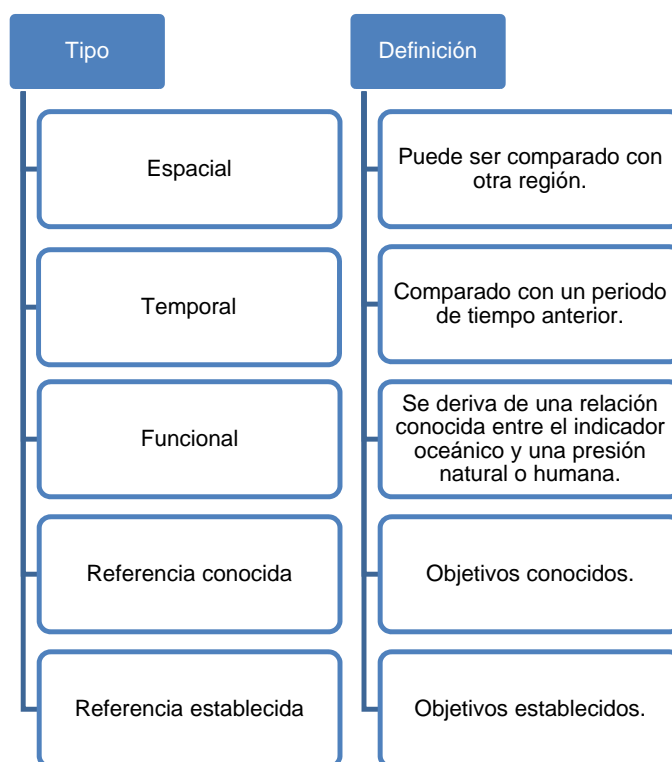 Tipo
Espacial
Temporal
Funcional
Referencia conocida
Referencia establecida
Definición
Puede ser comparado con
otra región.
Comparado con un periodo
de tiempo anterior.
Se deriva de una relación
conocida entre el indicador
oceánico y una presión
natural o humana.
Objetivos conocidos.
Objetivos establecidos.